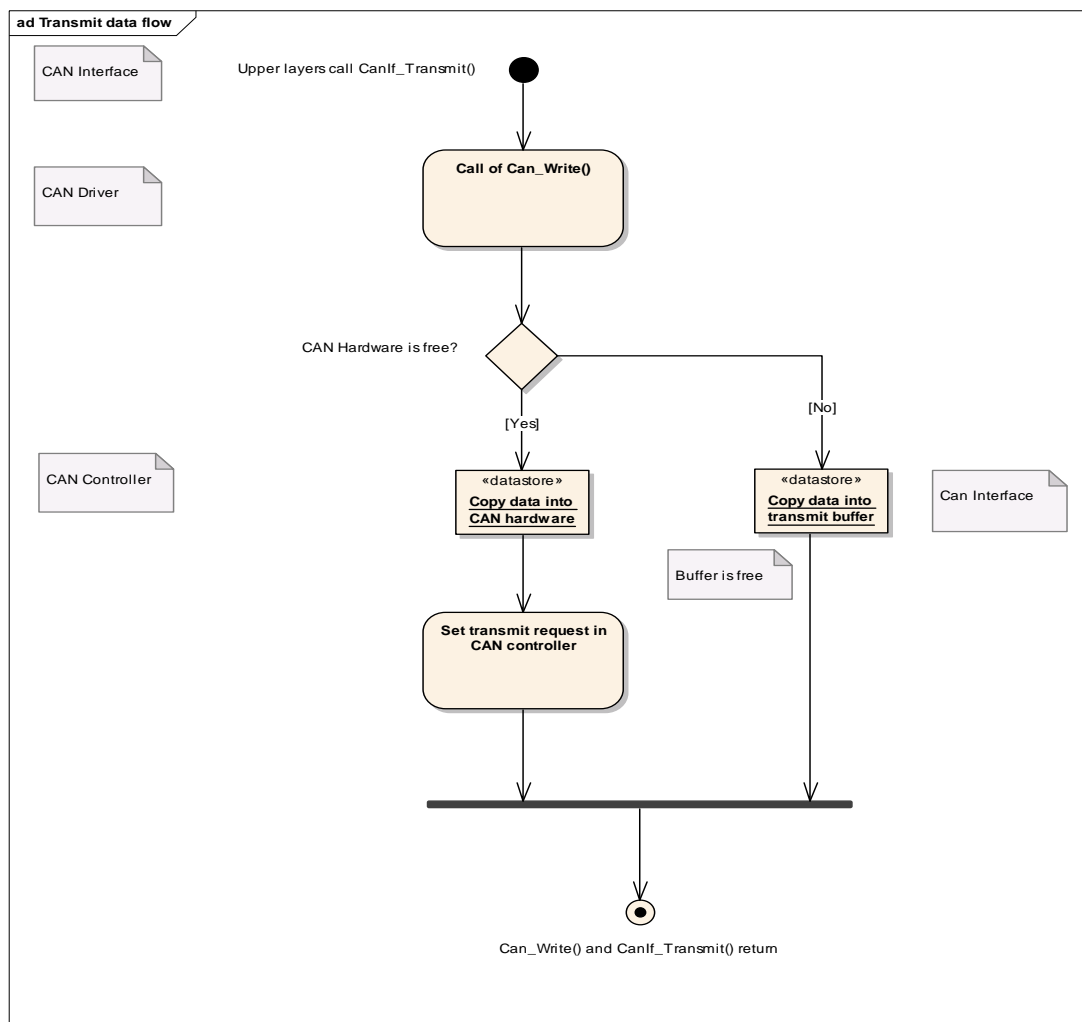 ad Transmit data flow
CAN Interface
Upper layers call CanIf_Transmit()
Call of Can_Write()
CAN Driver
CAN Hardware is free?
[Yes]
[No]
CAN Controller
«datastore»
Copy data into
CAN hardware
«datastore»
Copy data into
transmit buffer
Can Interface
Buffer is free
Set transmit request in
CAN controller
Can_Write() and CanIf_Transmit() return